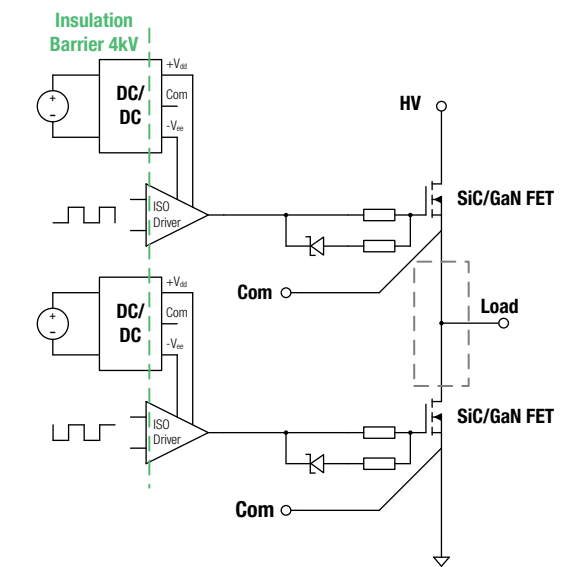 Insulation
Barrier 4kV
+
−
DC/
DC
+Vdd
Com
-Vee
ISO
Driver
HV
SiC/GaN FET
Com
+
−
DC/
DC
+Vdd
Com
-Vee
ISO
Driver
Load
SiC/GaN FET
Com